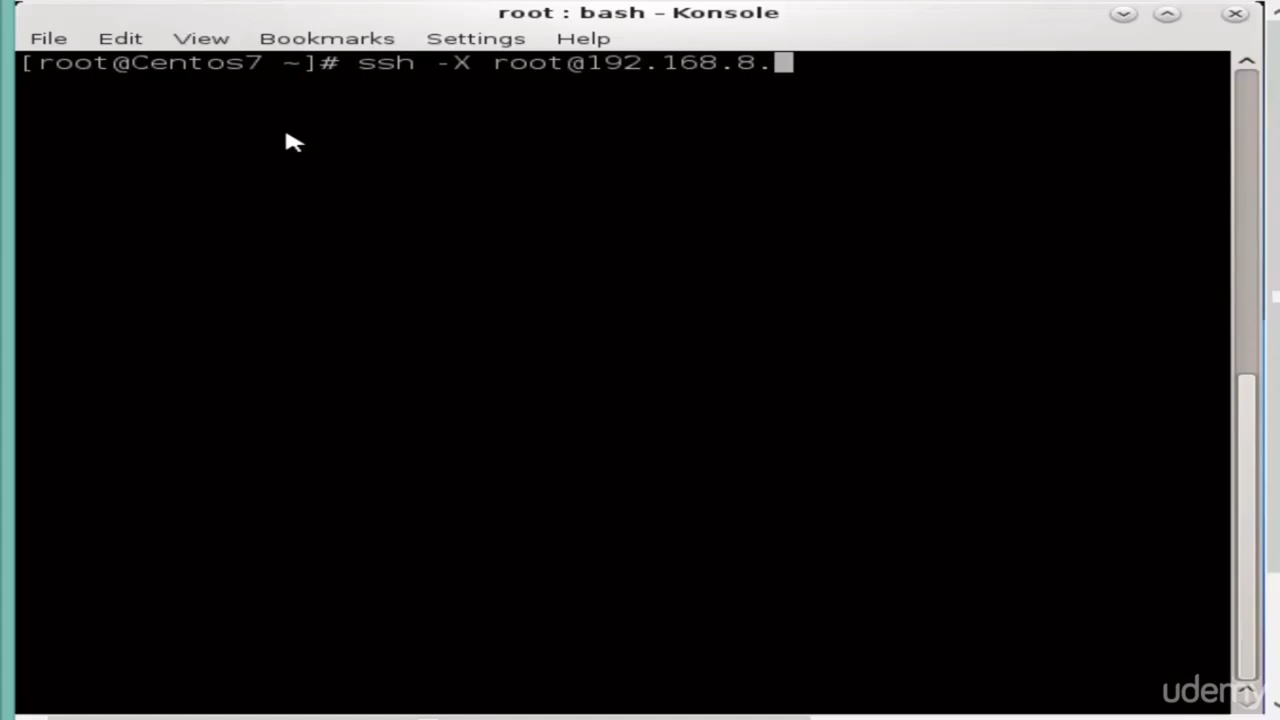 root : bash – Konsole
File Edit View Bookmarks Settings Help
[root@Centos7 ~]# ssh -X root@192.168.8.
udemy